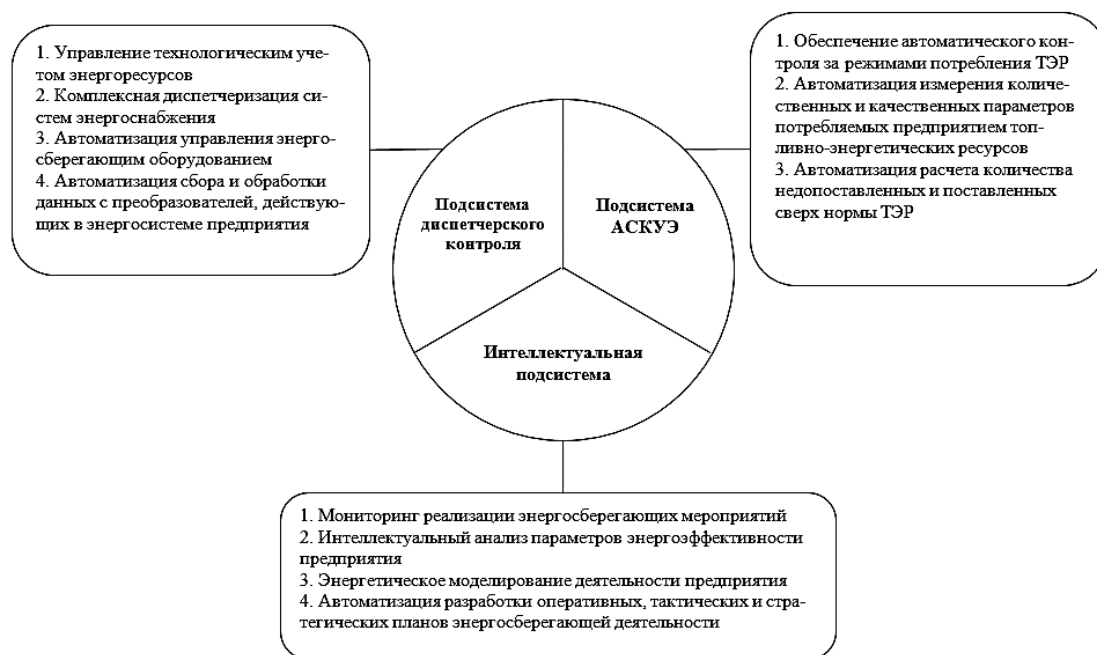 1. Управление технологическим уче-
том энергоресурсов
2. Комплексная диспетчеризация сис-
тем энергоснабжения
3. Автоматизация управления энерго-
сберегающим оборудованием
4. Автоматизация сбора и обработки
данных с преобразователей, действую-
щих в энергосистеме предприятия
1. Обеспечение автоматического кон-
троля за режимами потребления ТЭР
2. Автоматизация измерения количе-
ственных и качественных параметров
потребляемых предприятием топ-
ливно-энергетических ресурсов
3. Автоматизация расчета количества
недопоставленных и поставленных
сверх нормы ТЭР
Подсистема
диспетчерского
контроля
Подсистема
АСКУЭ
Интеллектуальная
подсистема
1. Мониторинг реализации энергосберегающих мероприятий
2. Интеллектуальный анализ параметров энергоэффективности
предприятия
3. Энергетическое моделирование деятельности предприятия
4. Автоматизация разработки оперативных, тактических и стра-
тегических планов энергосберегающей деятельности